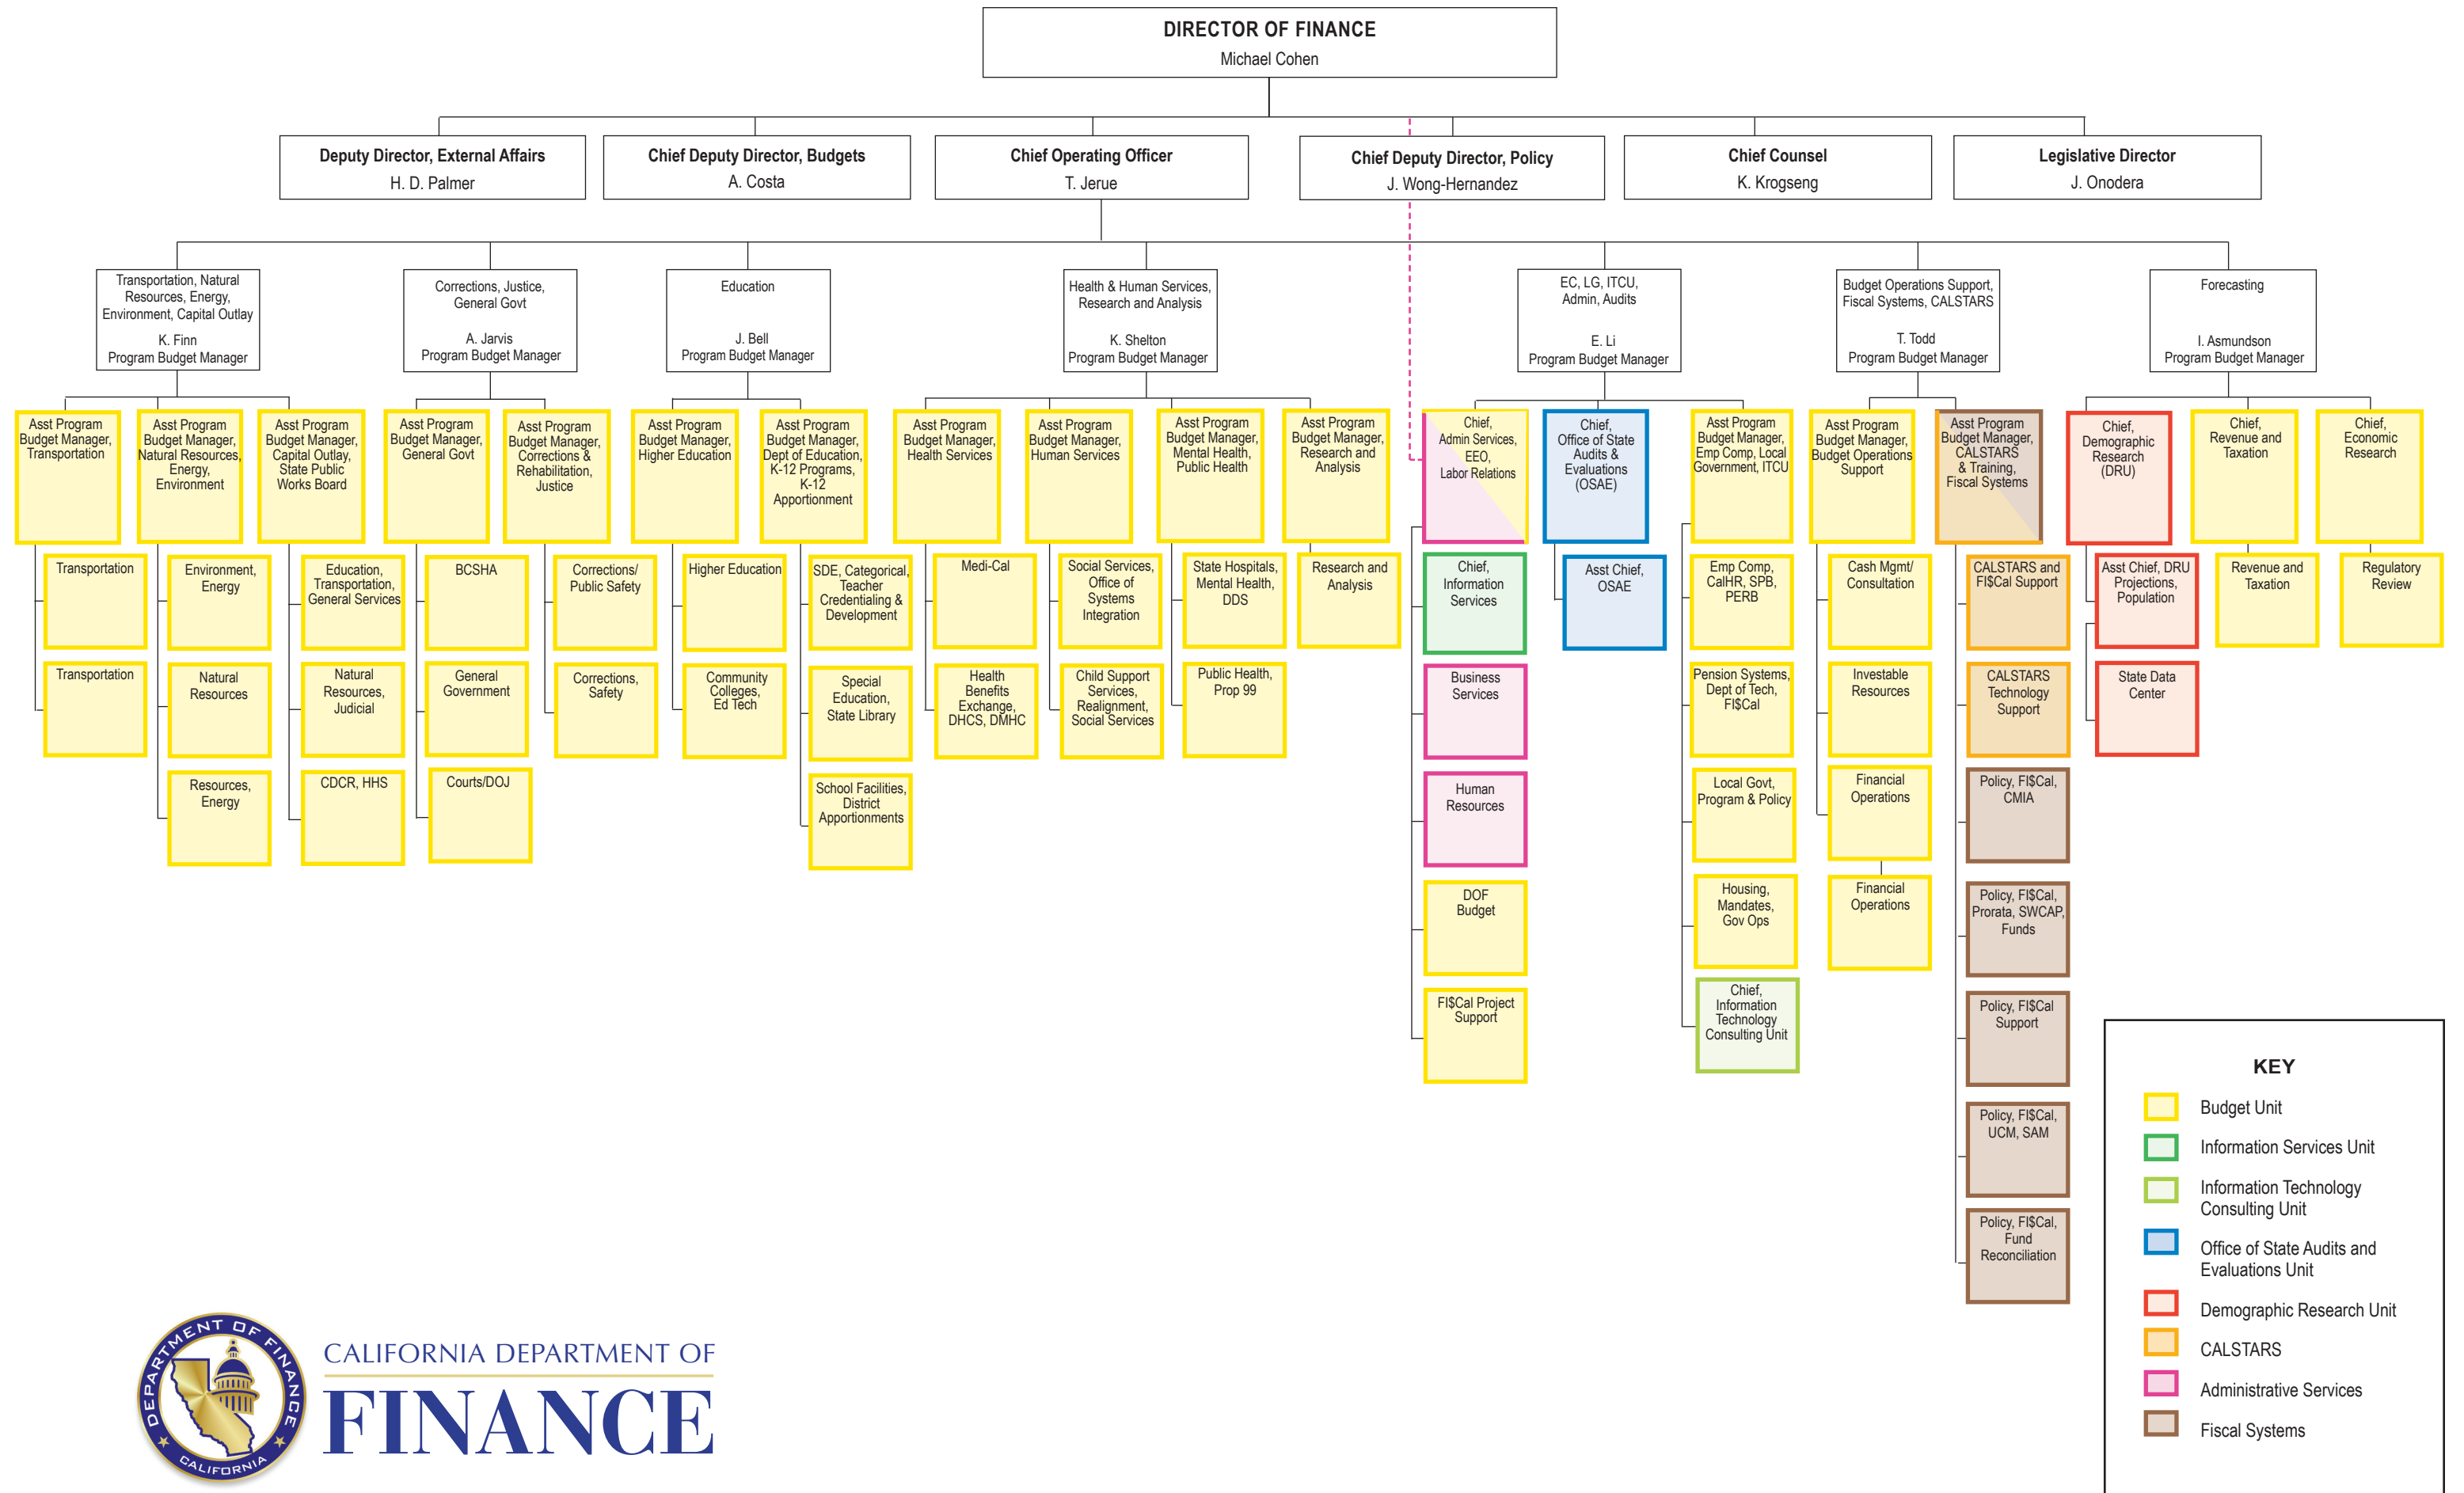 DIRECTOR OF FINANCE
Michael Cohen
Deputy Director, External Affairs
H. D. Palmer
Chief Deputy Director, Budgets
A. Costa
Chief Operating Officer
T. Jerue
Chief Deputy Director, Policy
J. Wong-Hernandez
Chief Counsel
K. Krogseng
Legislative Director
J. Onodera
Transportation, Natural
Resources, Energy,
Environment, Capital Outlay
K. Finn
Program Budget Manager
Corrections, Justice,
General Govt
A. Jarvis
Program Budget Manager
Education
J. Bell
Program Budget Manager
Health & Human Services,
Research and Analysis
K. Shelton
Program Budget Manager
EC, LG, ITCU,
Admin, Audits
E. Li
Program Budget Manager
Budget Operations Support,
Fiscal Systems, CALSTARS
T. Todd
Program Budget Manager
Forecasting
I. Asmundson
Program Budget Manager
Asst Program
Budget Manager,
Transportation
Asst Program
Budget Manager,
Natural Resources,
Energy,
Environment
Asst Program
Budget Manager,
Capital Outlay,
State Public
Works Board
Asst Program
Budget Manager,
General Govt
Asst Program
Budget Manager,
Corrections &
Rehabilitation,
Justice
Asst Program
Budget Manager,
Higher Education
Asst Program
Budget Manager,
Dept of Education,
K-12 Programs,
K-12
Apportionment
Asst Program
Budget Manager,
Health Services
Asst Program
Budget Manager,
Human Services
Asst Program
Budget Manager,
Mental Health,
Public Health
Asst Program
Budget Manager,
Research and
Analysis
Chief,
Admin Services,
EEO,
Labor Relations
Chief,
Office of State
Audits &
Evaluations
(OSAE)
Asst Program
Budget Manager,
Emp Comp, Local
Government, ITCU
Asst Program
Budget Manager,
Budget Operations
Support
Asst Program
Budget Manager,
CALSTARS
& Training,
Fiscal Systems
Chief,
Demographic
Research
(DRU)
Chief,
Revenue and
Taxation
Chief,
Economic
Research
Transportation
Environment,
Energy
Education,
Transportation,
General Services
BCSHA
Corrections/
Public Safety
Higher Education
SDE, Categorical,
Teacher
Credentialing &
Development
Medi-Cal
Social Services,
Office of
Systems
Integration
State Hospitals,
Mental Health,
DDS
Research and
Analysis
Chief,
Information
Services
Asst Chief,
OSAE
Emp Comp,
CalHR, SPB,
PERB
Cash Mgmt/
Consultation
CALSTARS and
FI$Cal Support
Asst Chief, DRU
Projections,
Population
Revenue and
Taxation
Regulatory
Review
Transportation
Natural
Resources
Natural
Resources,
Judicial
General
Government
Corrections,
Safety
Community
Colleges,
Ed Tech
Special
Education,
State Library
Health
Benefits
Exchange,
DHCS, DMHC
Child Support
Services,
Realignment,
Social Services
Public Health,
Prop 99
Business
Services
Pension Systems,
Dept of Tech,
FI$Cal
Investable
Resources
CALSTARS
Technology
Support
State Data
Center
Resources,
Energy
CDCR, HHS
Courts/DOJ
School Facilities,
District
Apportionments
Human
Resources
Local Govt,
Program & Policy
Financial
Operations
Policy, FI$Cal,
CMIA
DOF
Budget
Housing,
Mandates,
Gov Ops
Financial
Operations
Policy, FI$Cal,
Prorata, SWCAP,
Funds
FI$Cal Project
Support
Chief,
Information
Technology
Consulting Unit
Policy, FI$Cal
Support
Policy, FI$Cal,
UCM, SAM
Policy, FI$Cal,
Fund
Reconciliation
KEY
Budget Unit
Information Services Unit
Information Technology
Consulting Unit
Office of State Audits and
Evaluations Unit
Demographic Research Unit
CALSTARS
Administrative Services
Fiscal Systems
DEPARTMENT OF FINANCE
CALIFORNIA
CALIFORNIA DEPARTMENT OF
FINANCE